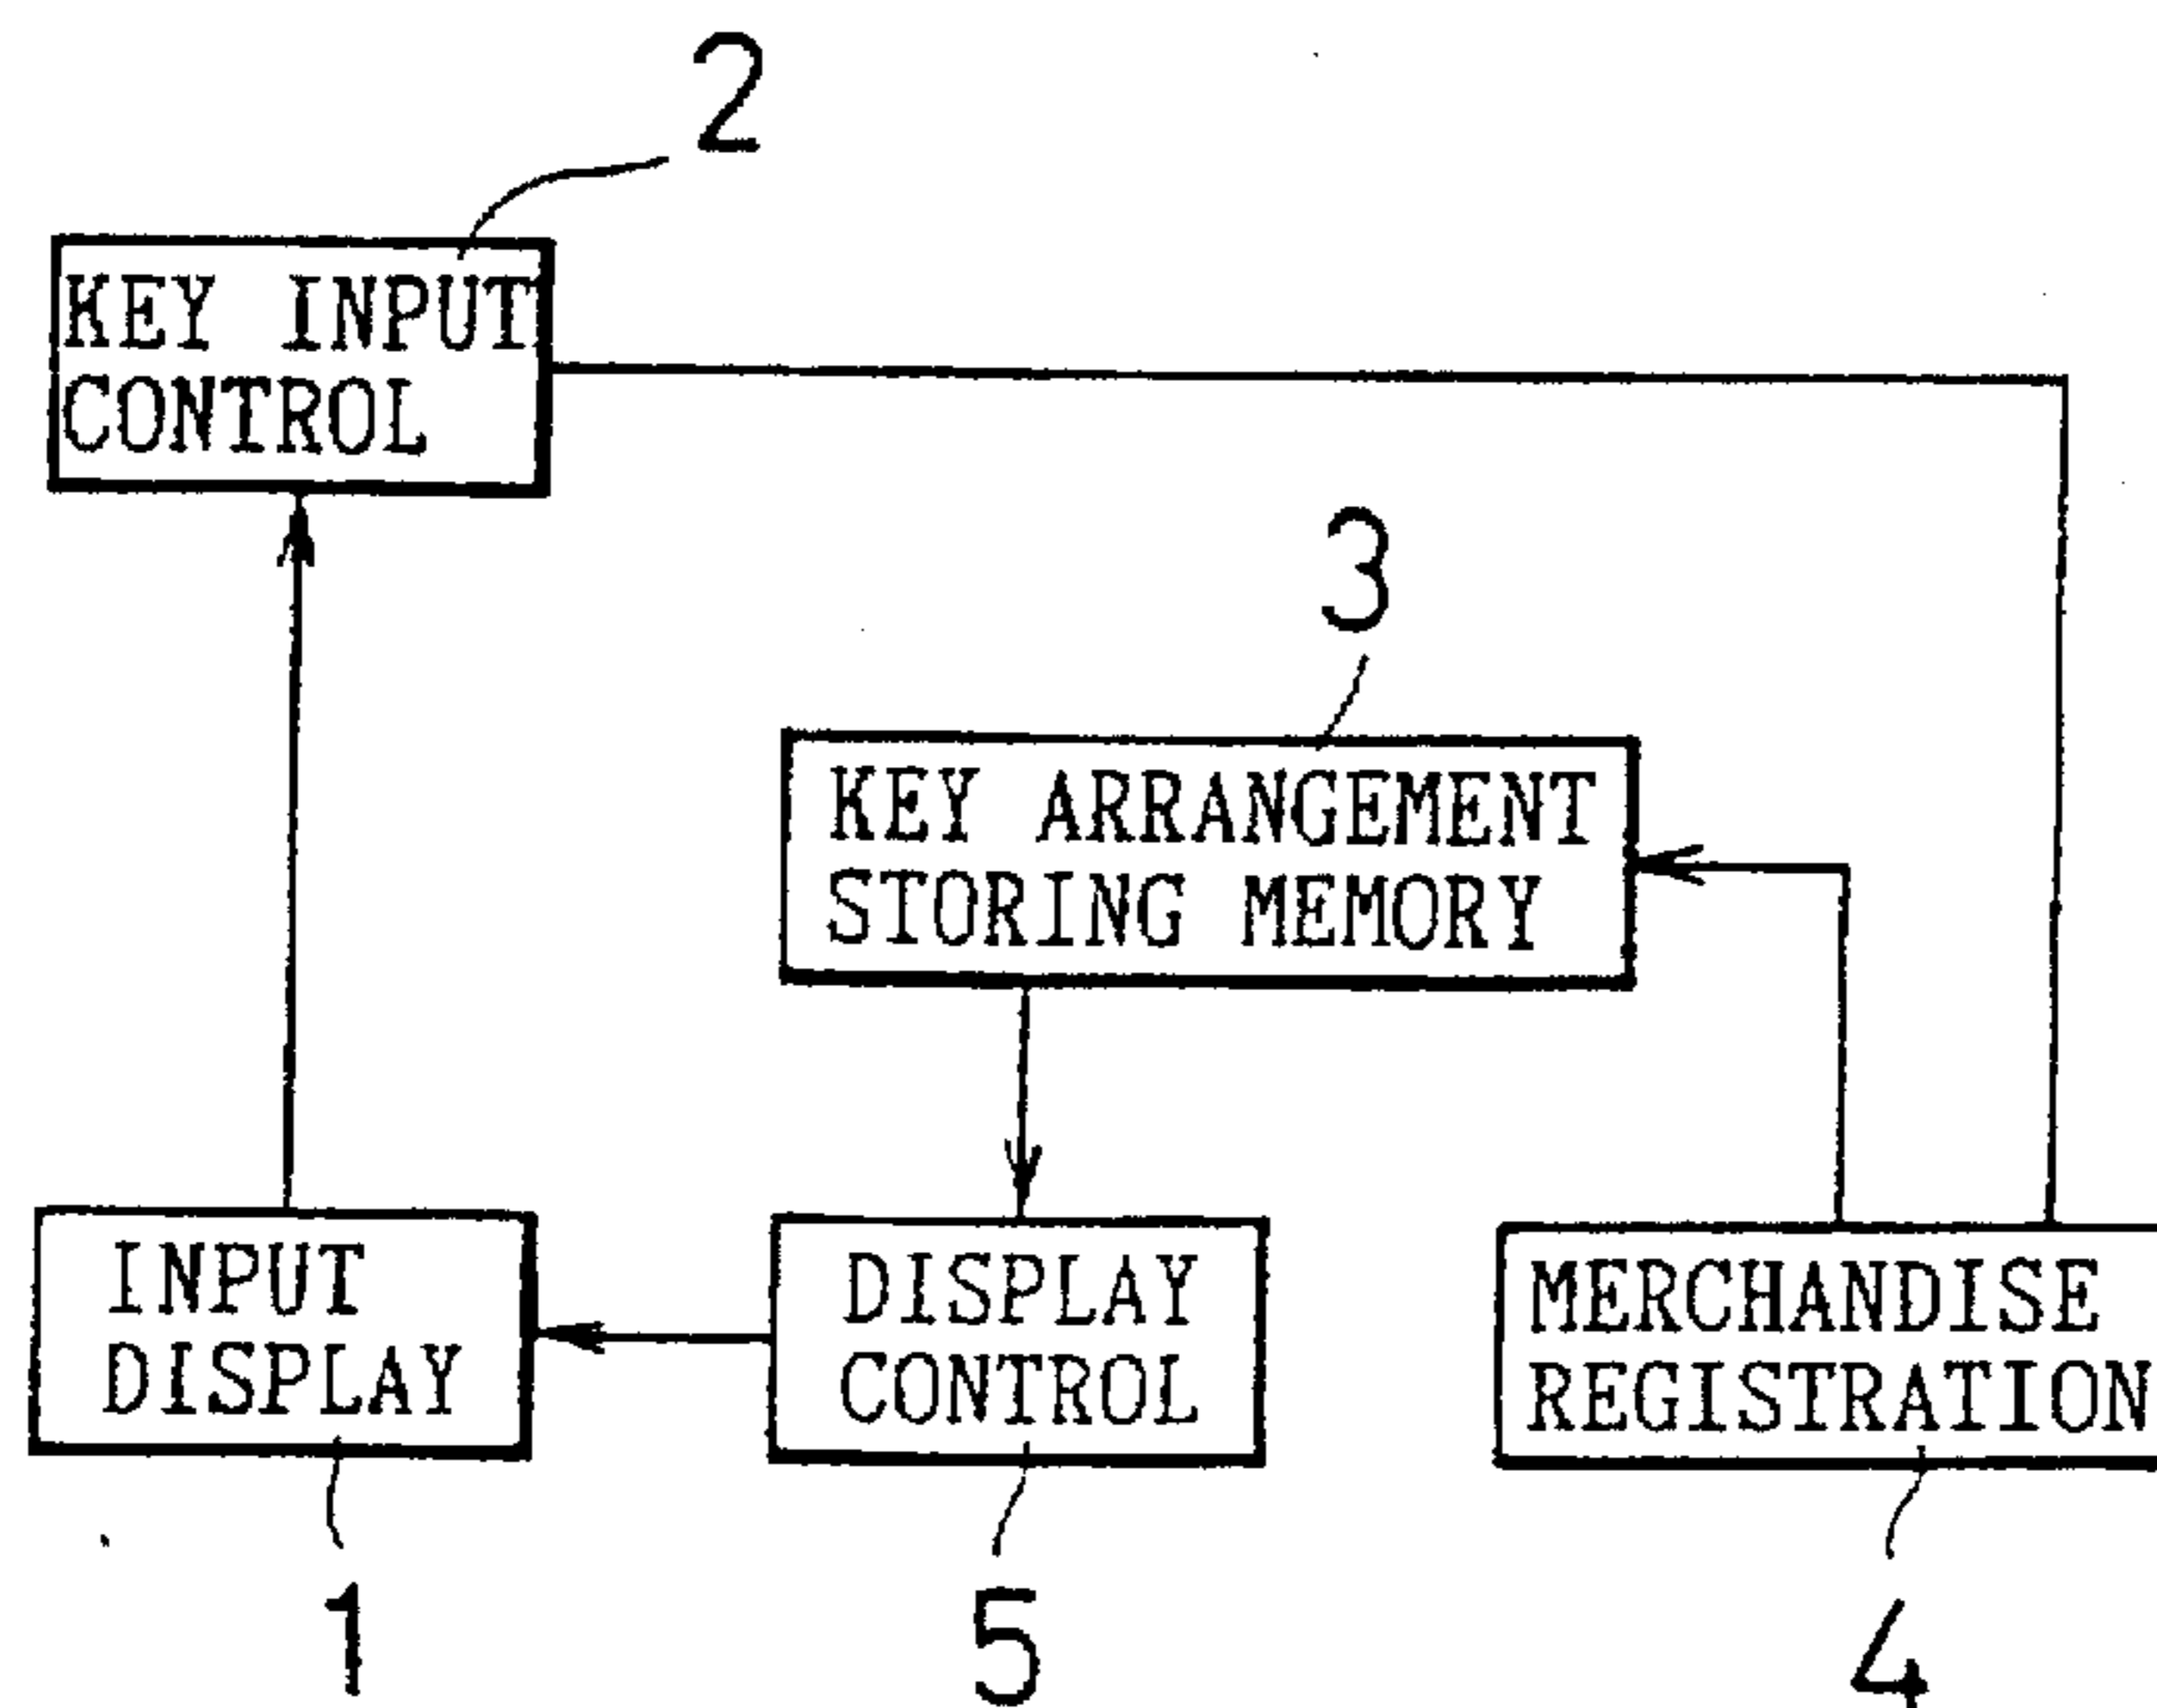 2
KEY INPUT
CONTROL
3
KEY ARRANGEMENT
STORING MEMORY
INPUT
DISPLAY
DISPLAY
CONTROL
MERCHANDISE
REGISTRATION
1
5
4